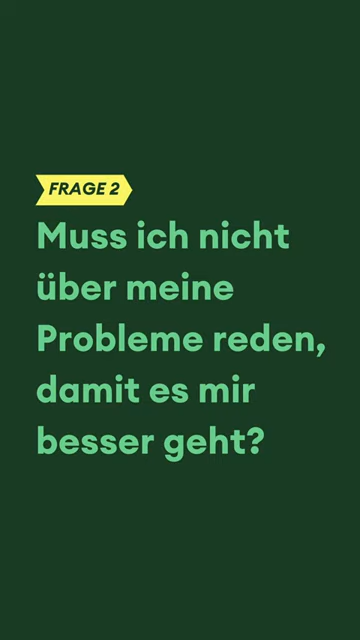 FRAGE 2
Muss ich nicht
über meine
Probleme reden,
damit es mir
besser geht?